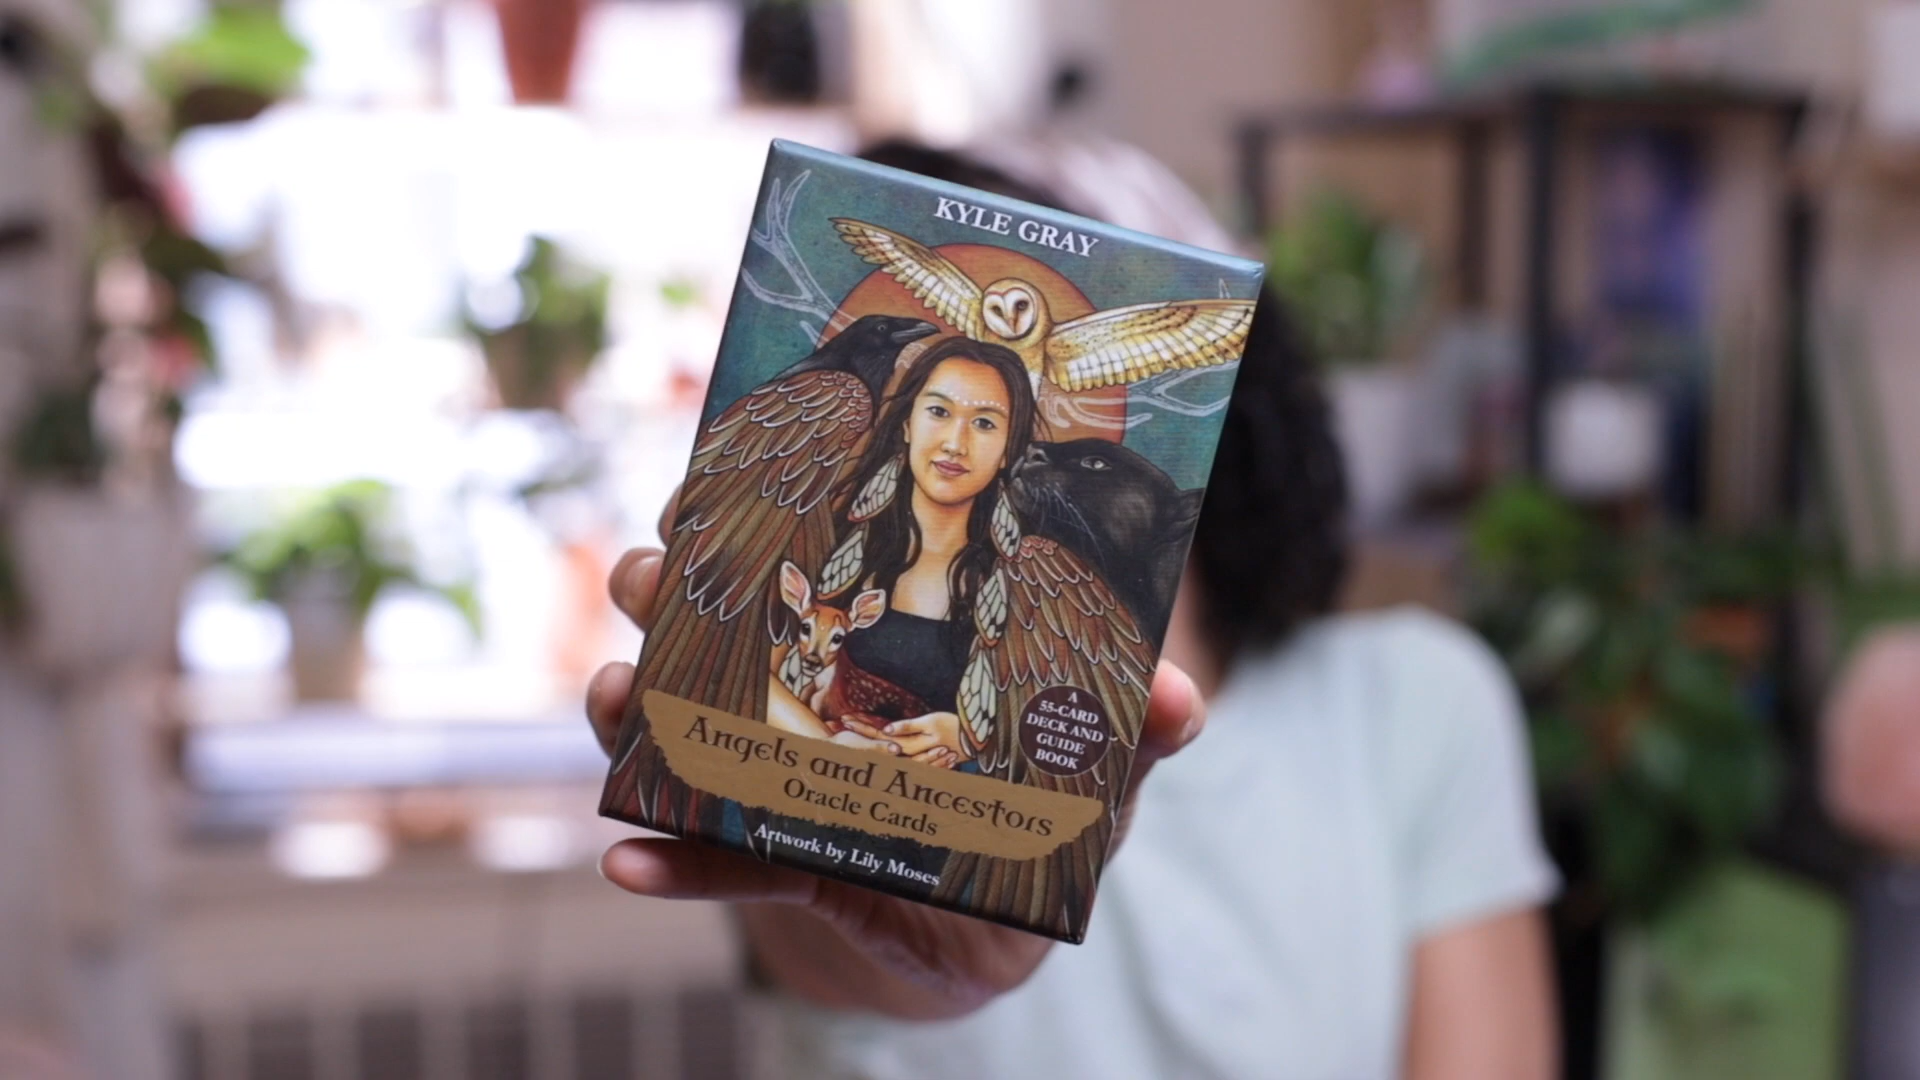 KYLE GRAY
A
55-CARD
DECK AND
GUIDE
BOOK
Angels and Ancestors
Oracle Cards
Artwork by Lily Moses